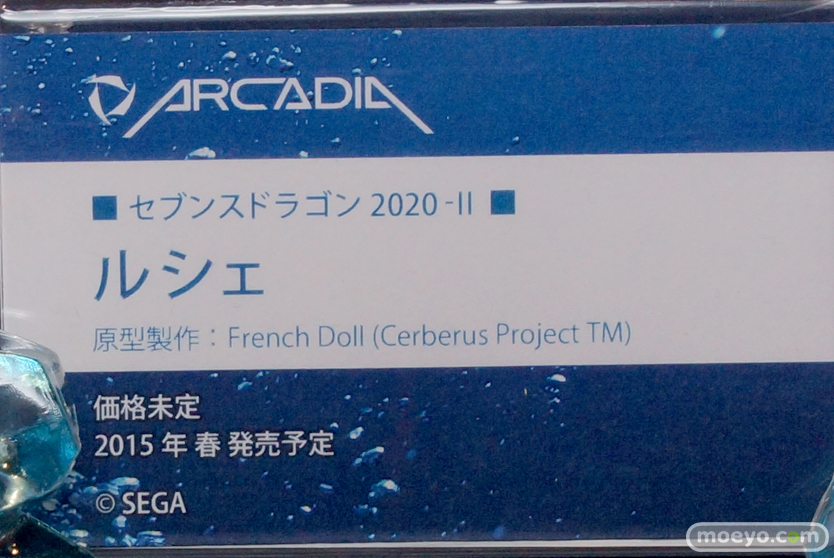 ARCADIA
■ セブンスドラゴン 2020 -II ■
ルシェ
原型製作：French Doll (Cerberus Project TM)
価格未定
2015 年 春 発売予定
© SEGA
moeyo.com